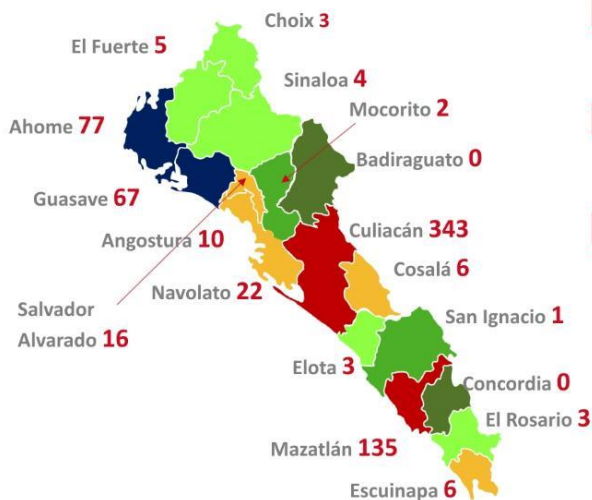 Choix 3
El Fuerte 5
Sinaloa 4
Mocorito 2
Ahome 77
Badiraguato 0
Guasave 67
Culiacán 343
Angostura 10
Cosalá 6
Navolato 22
Salvador
Alvarado 16
San Ignacio 1
Elota 3
Concordia 0
El Rosario 3
Mazatlán 135
Escuinapa 6